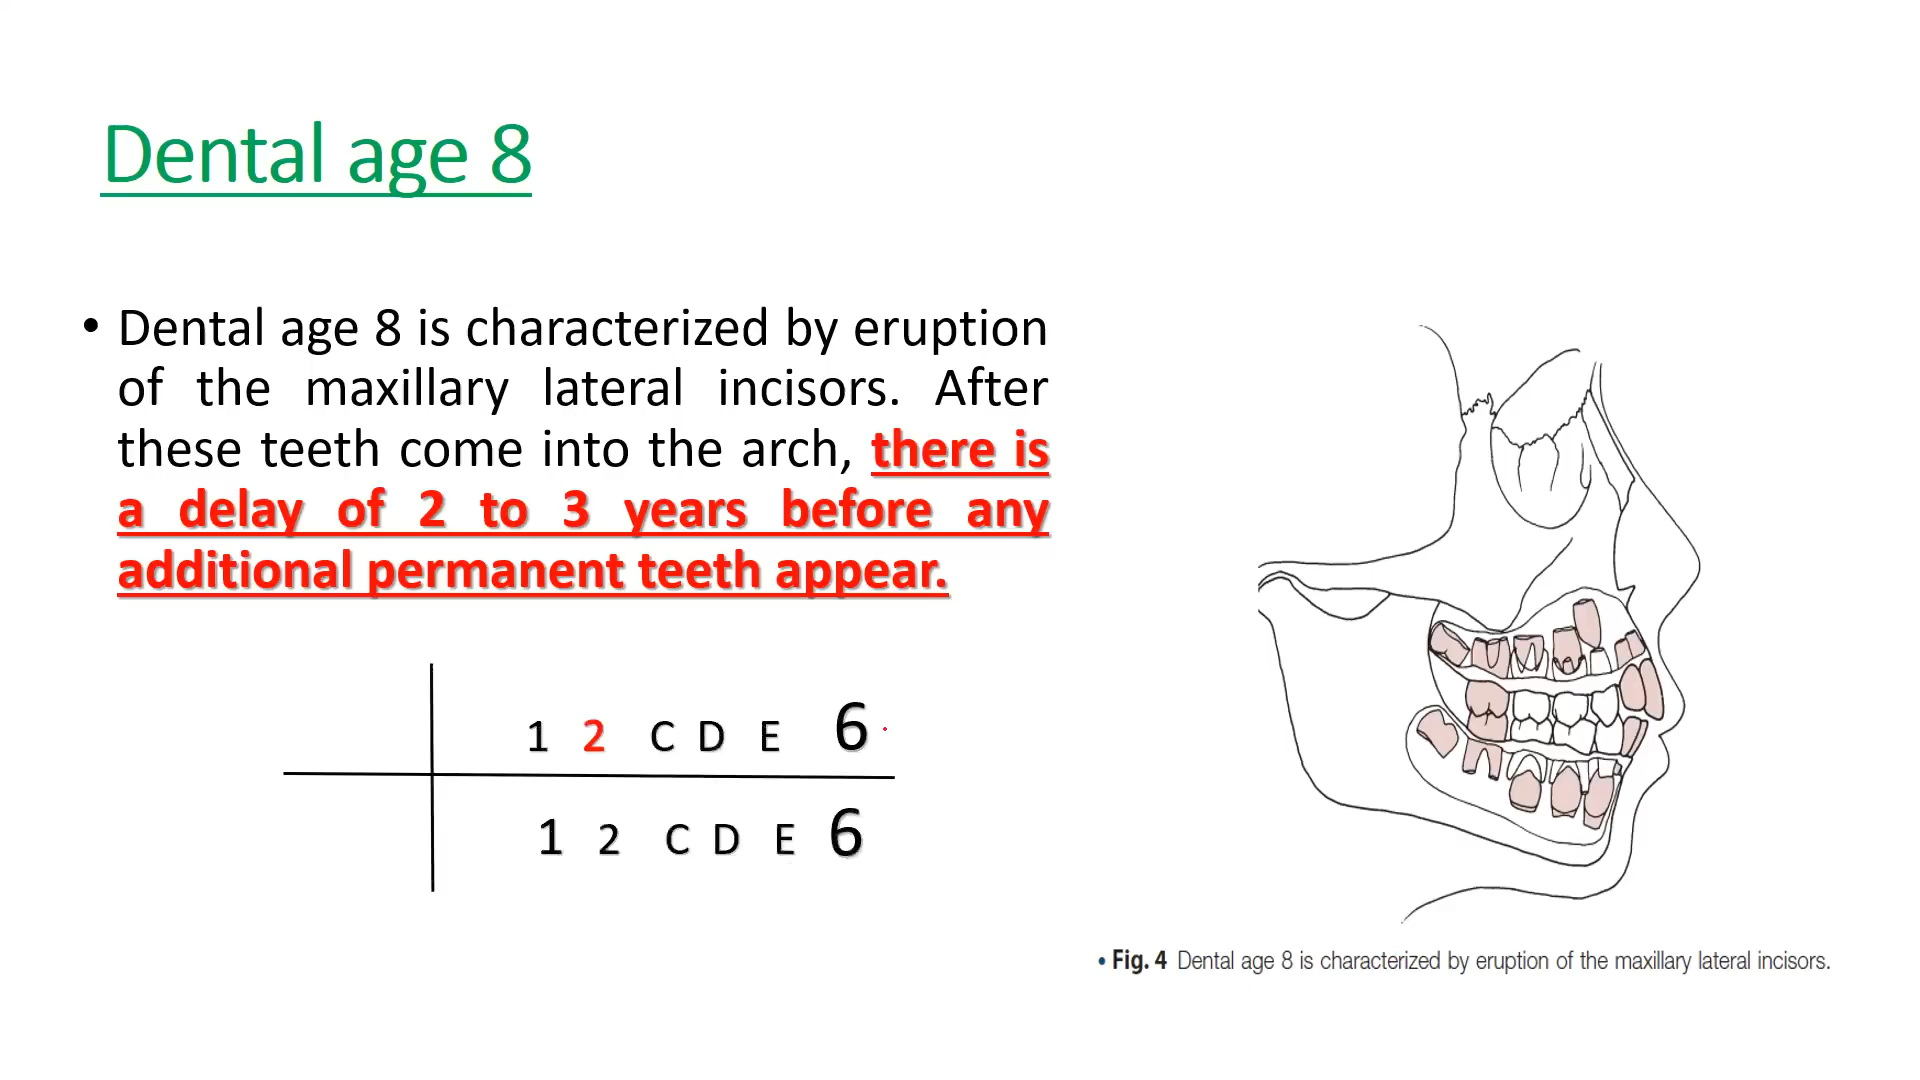 Dental age 8
• Dental age 8 is characterized by eruption
of the maxillary lateral incisors. After
these teeth come into the arch, there is
a delay of 2 to 3 years before any
additional permanent teeth appear.
1 2 C D E 6
1 2 C D E 6
• Fig. 4 Dental age 8 is characterized by eruption of the maxillary lateral incisors.